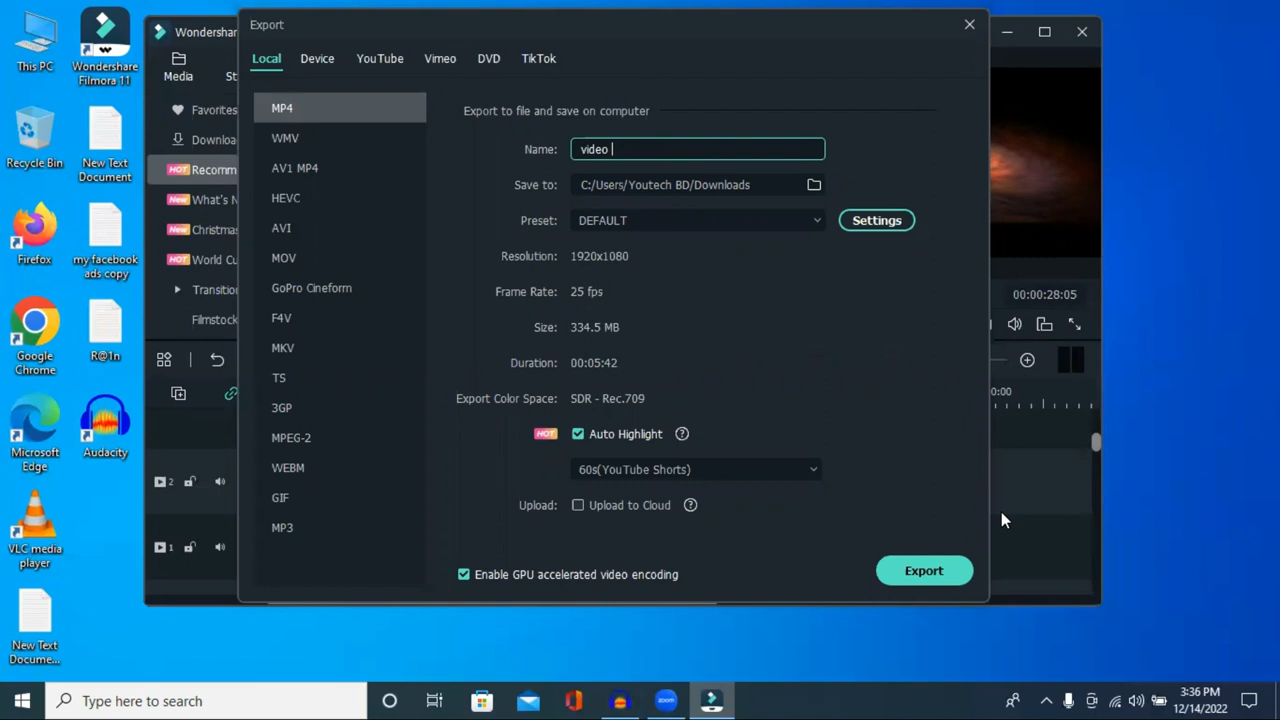 This PC
Wondershare
Filmora 11
Recycle Bin
New Text
Document
Firefox
my facebook
ads copy
Google
Chrome
R@1n
Microsoft
Edge
Audacity
VLC media
player
New Text
Docume...
Wondershar
Media
St
Favorites
Downloa
HOT Recomm
New What's N
New Christmas
HOT World Cu
Transition
Filmstock
2
1
Export
Local Device YouTube Vimeo DVD TikTok
MP4
WMV
AV1 MP4
HEVC
AVI
MOV
GoPro Cineform
F4V
MKV
TS
3GP
MPEG-2
WEBM
GIF
MP3
Export to file and save on computer
Name: video
Save to: C:/Users/Youtech BD/Downloads
Preset: DEFAULT Settings
Resolution: 1920x1080
Frame Rate: 25 fps
Size: 334.5 MB
Duration: 00:05:42
Export Color Space: SDR - Rec.709
HOT Auto Highlight ?
60s(YouTube Shorts)
Upload: Upload to Cloud ?
Enable GPU accelerated video encoding
Export
00:00:28:05
:00
Type here to search
zoom
3:36 PM
12/14/2022